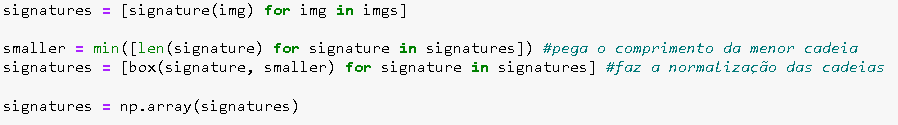 signatures = [signature(img) for img in imgs]
smaller = min([len(signature) for signature in signatures]) #pega o comprimento da menor cadeia
signatures = [box(signature, smaller) for signature in signatures] #faz a normalização das cadeias
signatures = np.array(signatures)